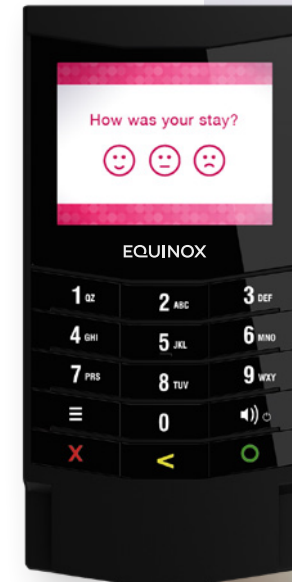 How was your stay?
EQUINOX
1 QZ 2 ABC 3 DEF
4 GHI 5 JKL 6 MNO
7 PRS 8 TUV 9 WXY
0
X < O